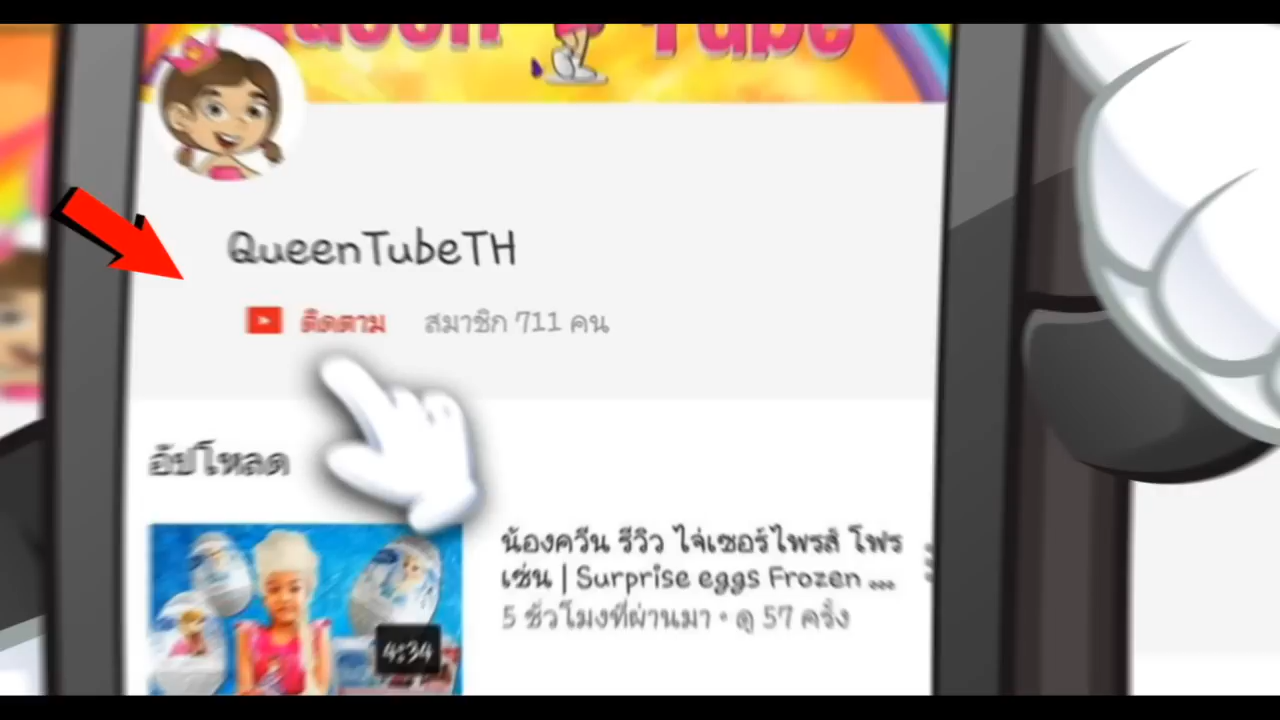 Queen Tube
QueenTubeTH
ติดตาม สมาชิก 711 คน
อัปโหลด
น้องควีน รีวิว ไข่เซอร์ไพรส์ โฟร
เซ่น | Surprise eggs Frozen ...
5 ชั่วโมงที่ผ่านมา • ดู 57 ครั้ง
4:34